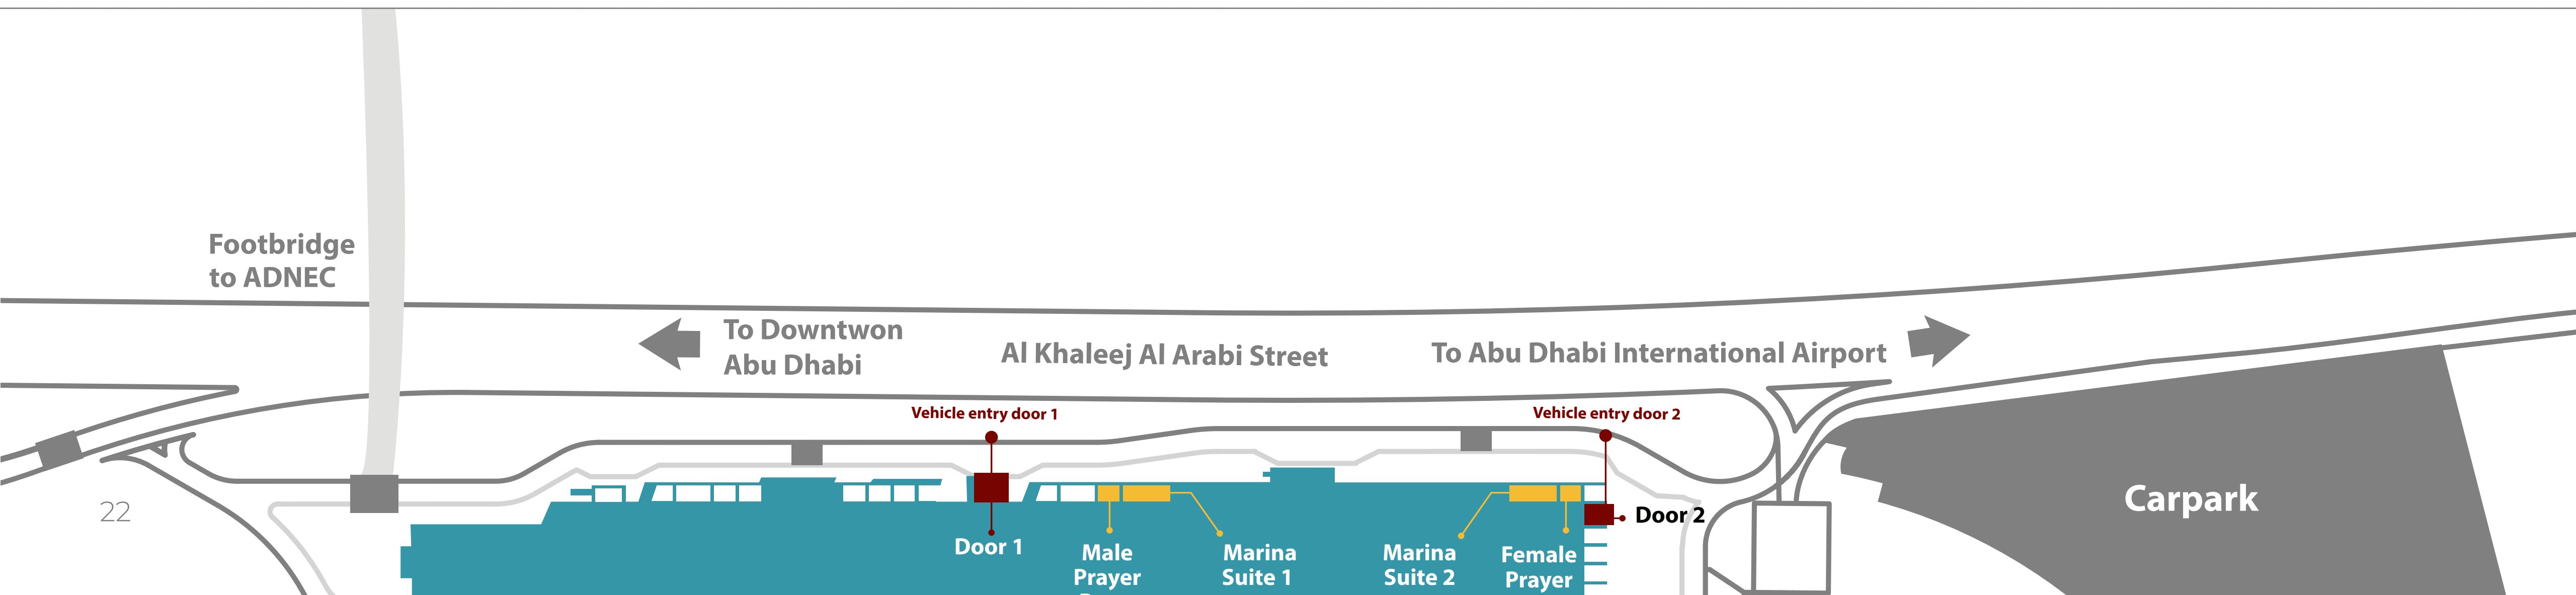 Footbridge
to ADNEC
To Downtwon
Abu Dhabi
Al Khaleej Al Arabi Street
To Abu Dhabi International Airport
Vehicle entry door 1
Vehicle entry door 2
22
Carpark
Door 2
Door 1
Male
Prayer
Marina
Suite 1
Marina
Suite 2
Female
Prayer